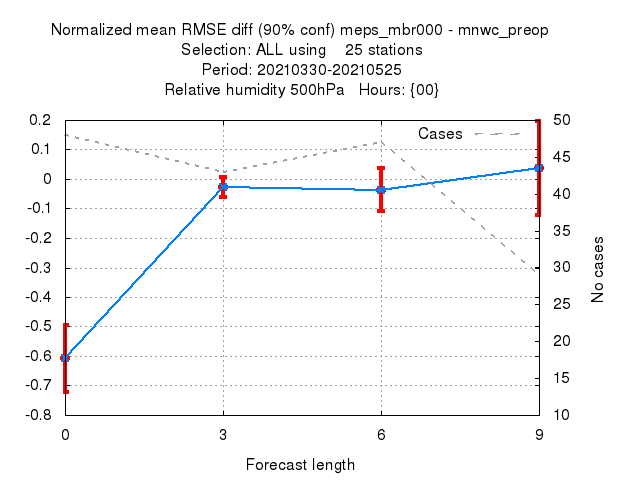 Normalized mean RMSE diff (90% conf) meps_mbr000 - mnwc_preop
Selection: ALL using 25 stations
Period: 20210330-20210525
Relative humidity 500hPa Hours: {00}
Cases
0.2
0.1
0
-0.1
-0.2
-0.3
-0.4
-0.5
-0.6
-0.7
-0.8
50
45
40
35
30
25
20
15
10
No cases
0 3 6 9
Forecast length